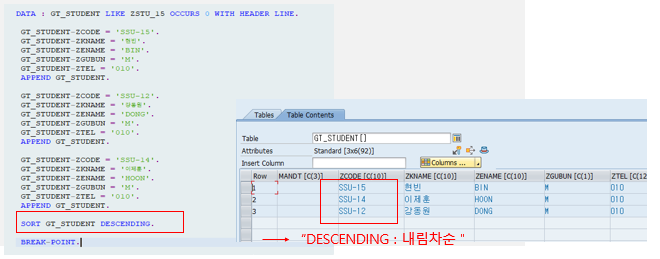 DATA : GT_STUDENT LIKE ZSTU_15 OCCURS 0 WITH HEADER LINE.
GT_STUDENT-ZCODE = 'SSU-15'.
GT_STUDENT-ZKNAME = '현빈'.
GT_STUDENT-ZENAME = 'BIN'.
GT_STUDENT-ZGUBUN = 'M'.
GT_STUDENT-ZTEL = '010'.
APPEND GT_STUDENT.
GT_STUDENT-ZCODE = 'SSU-12'.
GT_STUDENT-ZKNAME = '강동원'.
GT_STUDENT-ZENAME = 'DONG'.
GT_STUDENT-ZGUBUN = 'M'.
GT_STUDENT-ZTEL = '010'.
APPEND GT_STUDENT.
GT_STUDENT-ZCODE = 'SSU-14'.
GT_STUDENT-ZKNAME = '이제훈'.
GT_STUDENT-ZENAME = 'HOON'.
GT_STUDENT-ZGUBUN = 'M'.
GT_STUDENT-ZTEL = '010'.
APPEND GT_STUDENT.
SORT GT_STUDENT DESCENDING.
BREAK-POINT.
Tables Table Contents
Table GT_STUDENT[]
Attributes Standard [3x6(92)]
Insert Column Columns ...
Row MANDT [C(3)] ZCODE [C(10)] ZKNAME [C(10)] ZENAME [C(10)] ZGUBUN [C(1)] ZTEL [C(12
1 SSU-15 현빈 BIN M 010
2 SSU-14 이제훈 HOON M 010
3 SSU-12 강동원 DONG M 010
"DESCENDING : 내림차순 "